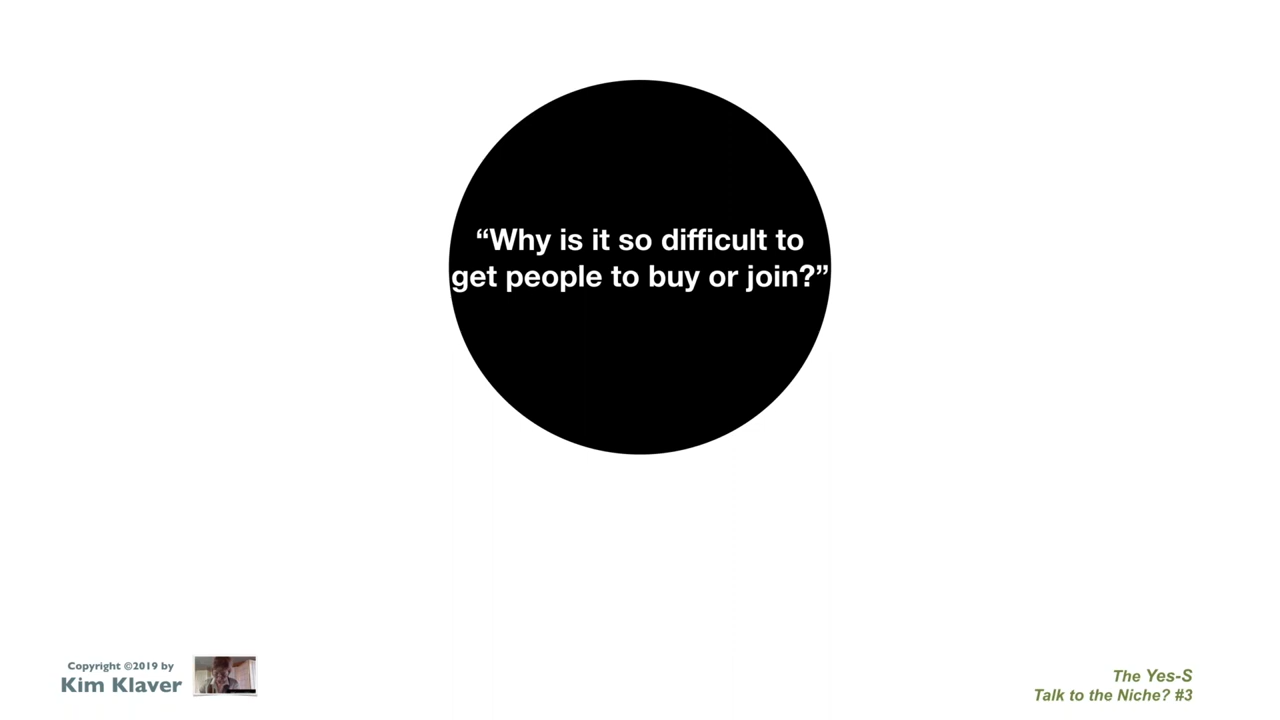 “Why is it so difficult to
get people to buy or join?”
Copyright ©2019 by
Kim Klaver
The Yes-S
Talk to the Niche? #3